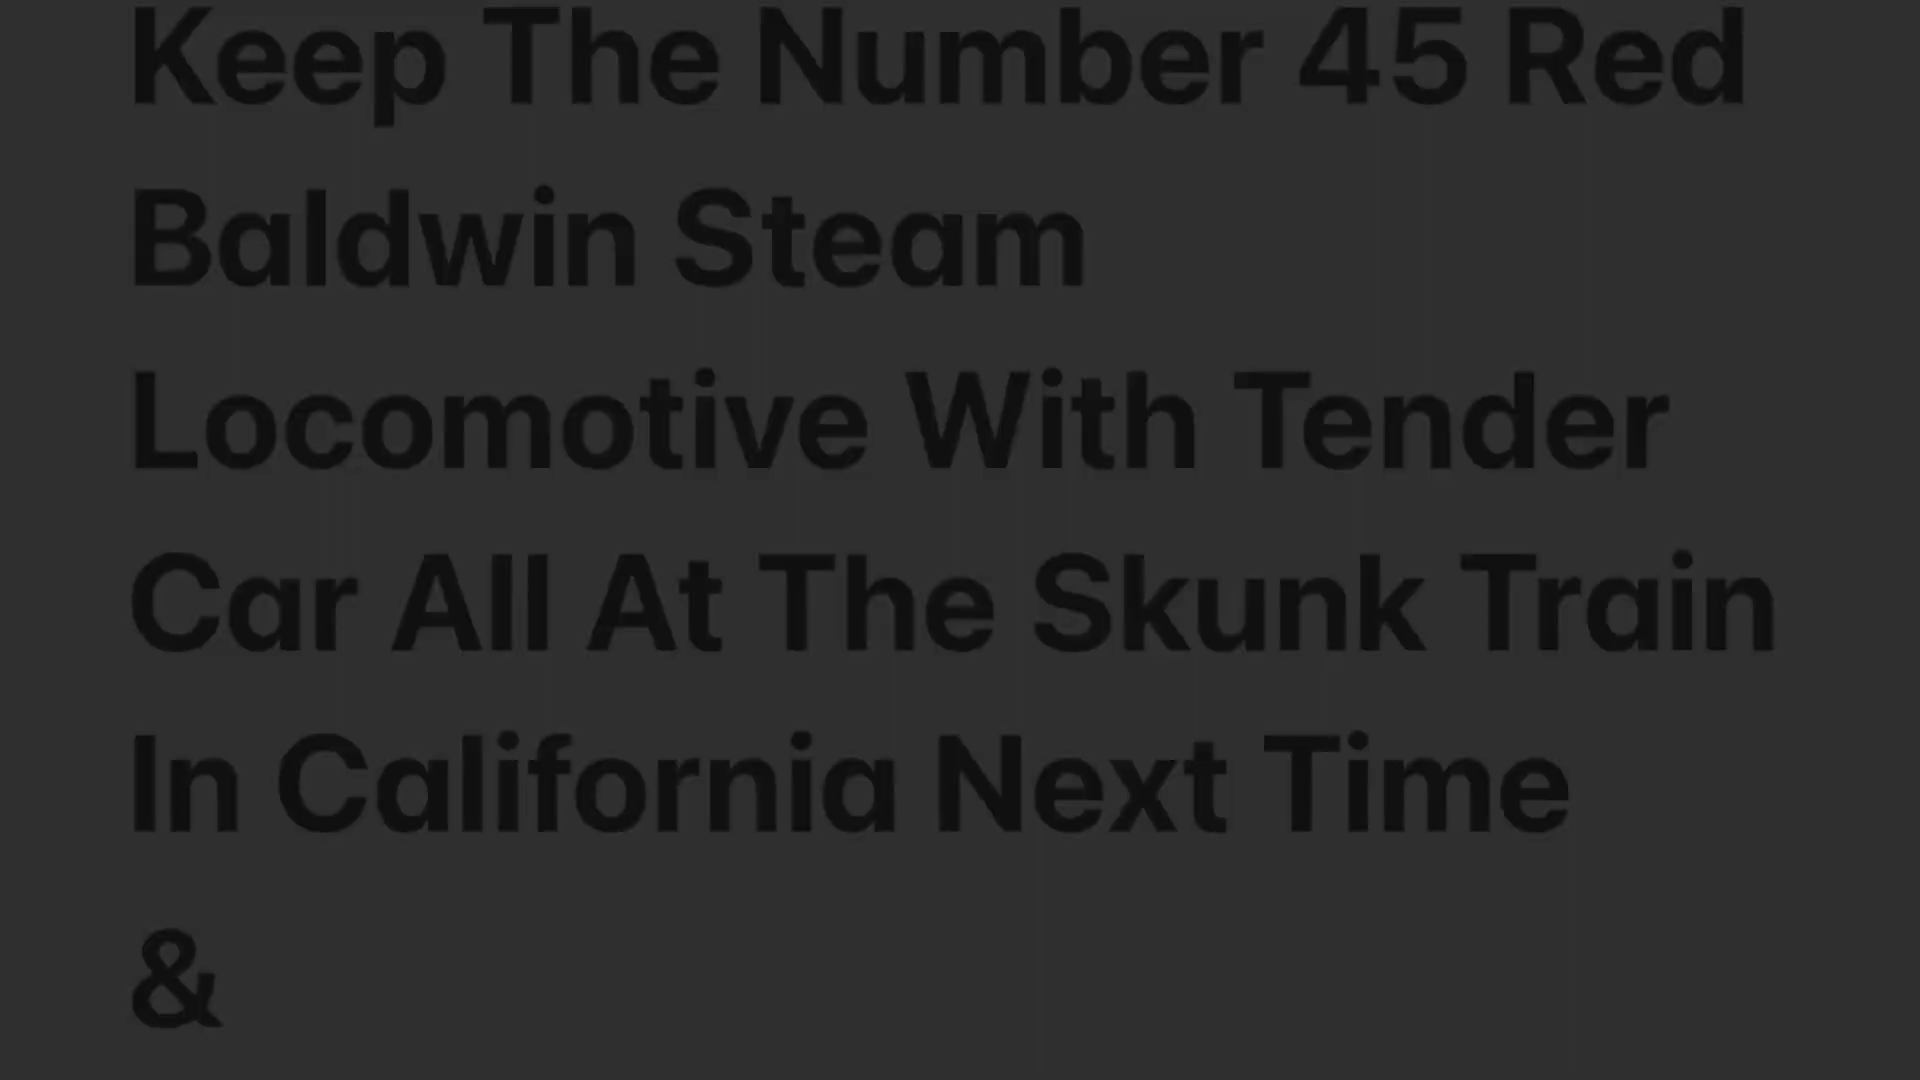 Keep The Number 45 Red
Baldwin Steam
Locomotive With Tender
Car All At The Skunk Train
In California Next Time
&